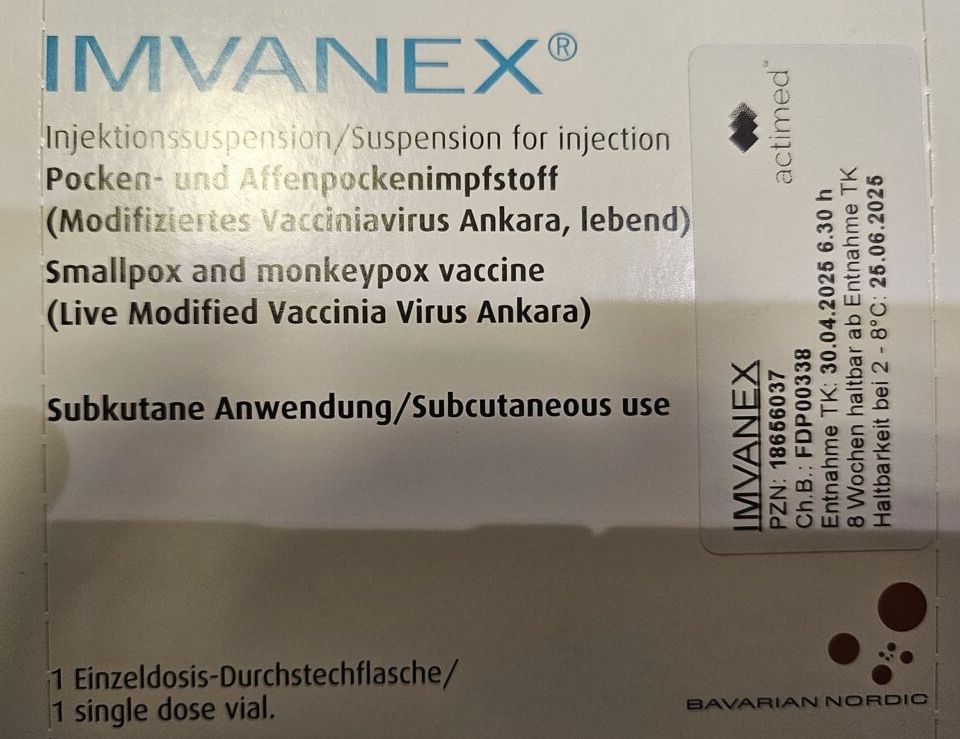 IMVANEX®
Injektionssuspension/Suspension for injection
Pocken- und Affenpockenimpfstoff
(Modifiziertes Vacciniavirus Ankara, lebend)
Smallpox and monkeypox vaccine
(Live Modified Vaccinia Virus Ankara)
Subkutane Anwendung/Subcutaneous use
1 Einzeldosis-Durchstechflasche/
1 single dose vial.
actimed™
IMVANEX
PZN: 18656037
Ch.B.: FDP00338
Entnahme TK: 30.04.2025 6.30 h
8 Wochen haltbar ab Entnahme TK
Haltbarkeit bei 2 - 8°C: 25.06.2025
BAVARIAN NORDIC